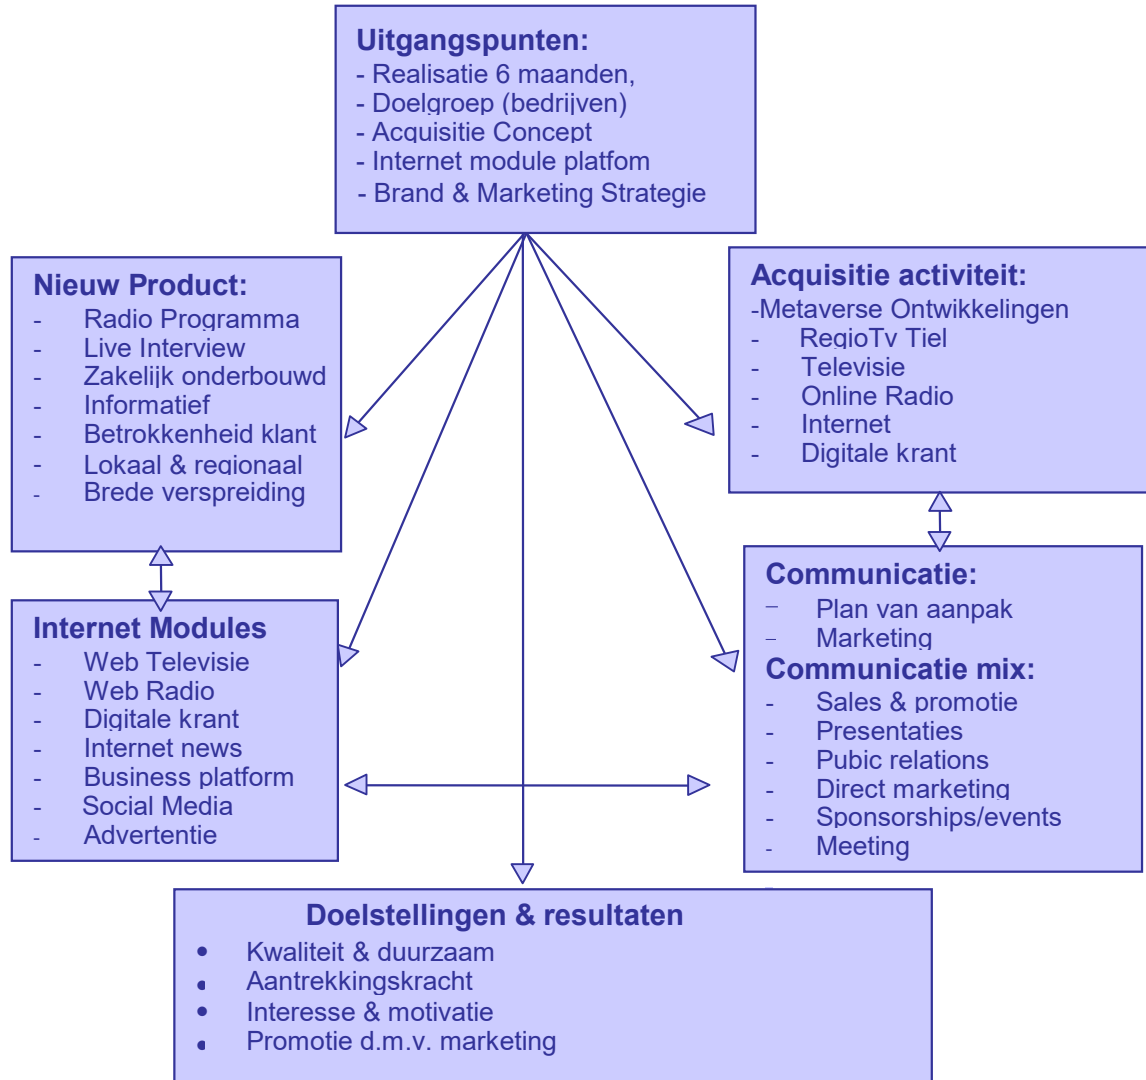 Uitgangspunten:
- Realisatie 6 maanden,
- Doelgroep (bedrijven)
- Acquisitie Concept
- Internet module platfom
- Brand & Marketing Strategie
Nieuw Product:
- Radio Programma
- Live Interview
- Zakelijk onderbouwd
- Informatief
- Betrokkenheid klant
- Lokaal & regionaal
- Brede verspreiding
Acquisitie activiteit:
-Metaverse Ontwikkelingen
- RegioTv Tiel
- Televisie
- Online Radio
- Internet
- Digitale krant
Internet Modules
- Web Televisie
- Web Radio
- Digitale krant
- Internet news
- Business platform
- Social Media
- Advertentie
Communicatie:
– Plan van aanpak
– Marketing
Communicatie mix:
- Sales & promotie
- Presentaties
- Pubic relations
- Direct marketing
- Sponsorships/events
- Meeting
Doelstellingen & resultaten
• Kwaliteit & duurzaam
• Aantrekkingskracht
• Interesse & motivatie
• Promotie d.m.v. marketing